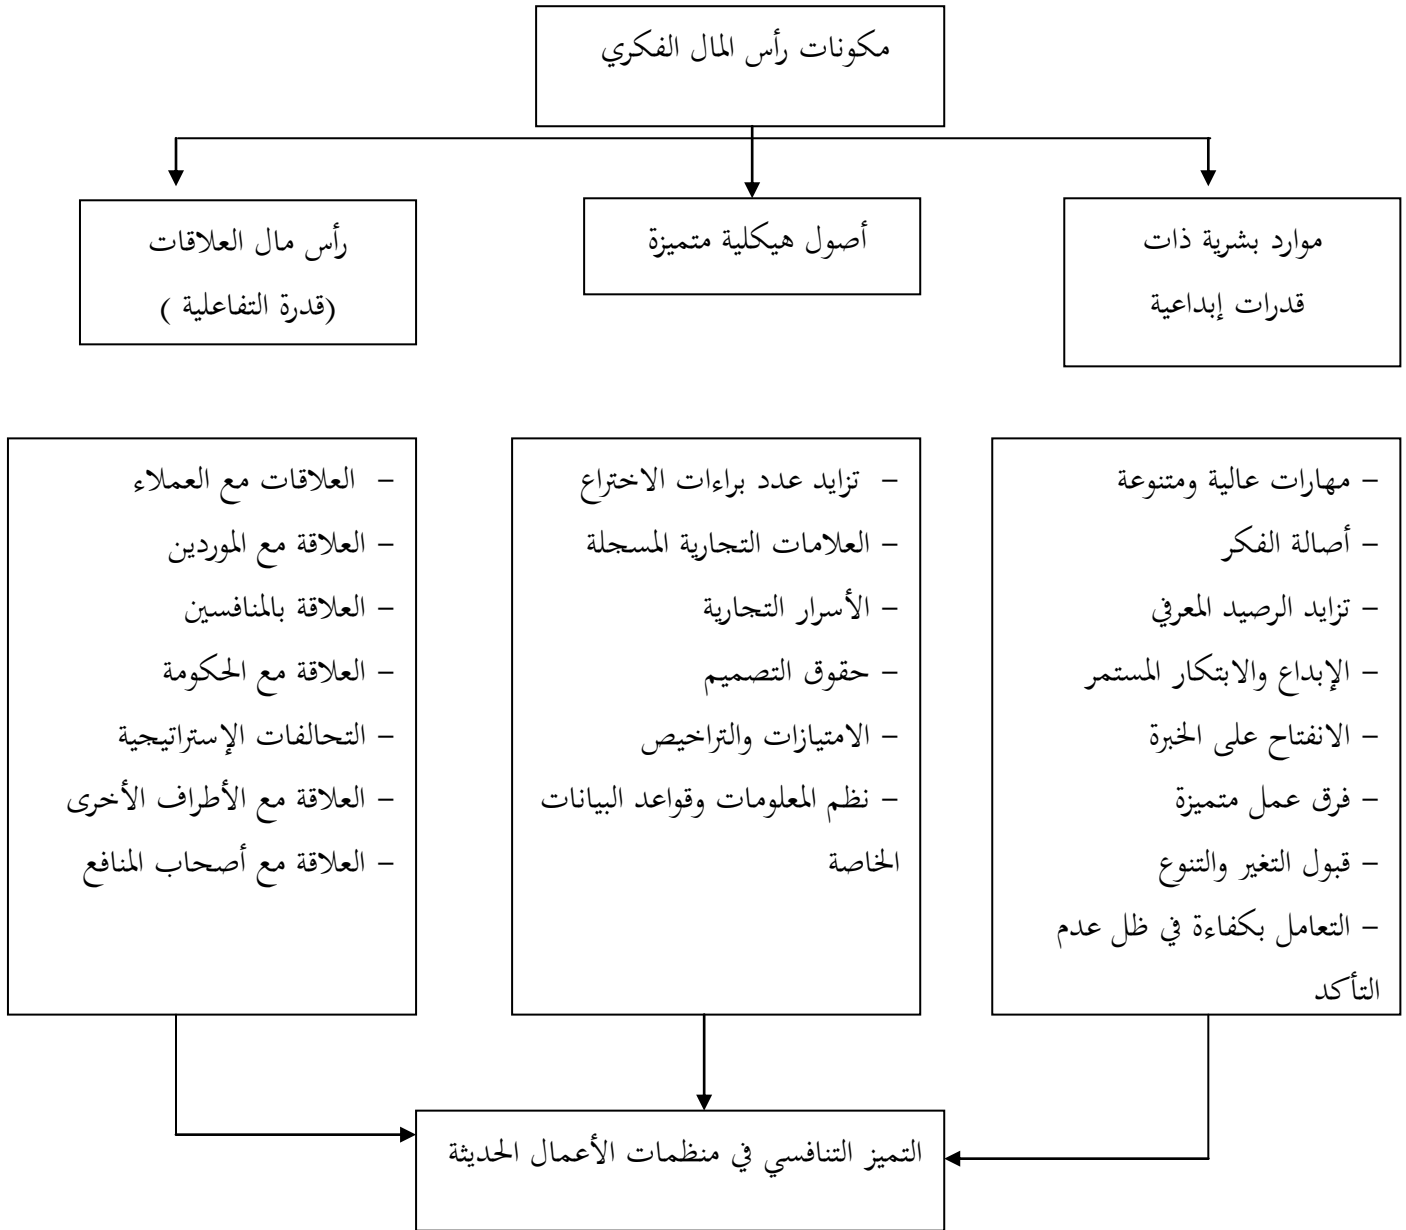 مكونات رأس المال الفكري
موارد بشرية ذات
قدرات إبداعية
أصول هيكلية متميزة
رأس مال العلاقات
(قدرة التفاعلية )
– مهارات عالية ومتنوعة
– أصالة الفكر
– تزايد الرصيد المعرفي
– الإبداع والابتكار المستمر
– الانفتاح على الخبرة
– فرق عمل متميزة
– قبول التغير والتنوع
– التعامل بكفاءة في ظل عدم
التأكد
– تزايد عدد براءات الاختراع
– العلامات التجارية المسجلة
– الأسرار التجارية
– حقوق التصميم
– الامتيازات والتراخيص
– نظم المعلومات وقواعد البيانات
الخاصة
– العلاقات مع العملاء
– العلاقة مع الموردين
– العلاقة بالمنافسين
– العلاقة مع الحكومة
– التحالفات الإستراتيجية
– العلاقة مع الأطراف الأخرى
– العلاقة مع أصحاب المنافع
التميز التنافسي في منظمات الأعمال الحديثة